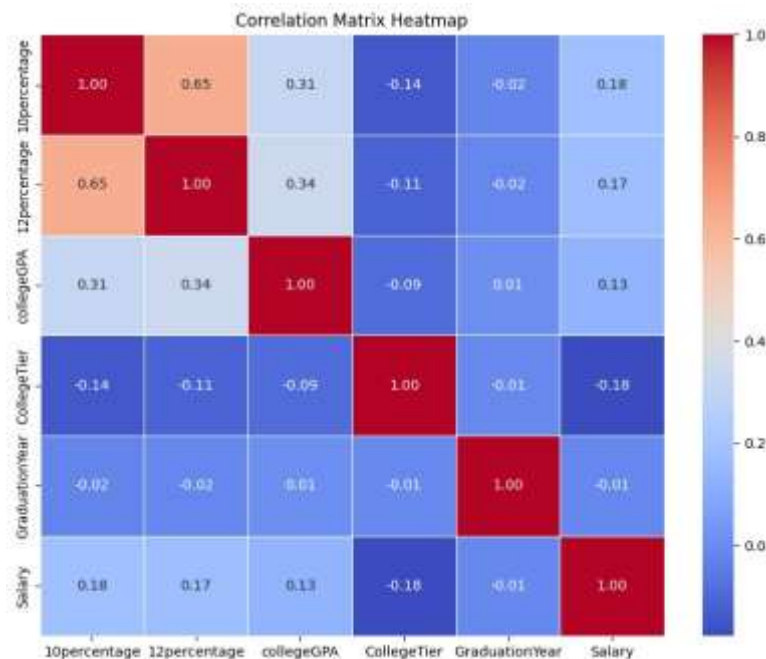 Correlation Matrix Heatmap
10percentage 1.00 0.65 0.31 -0.14 -0.02 0.18
12percentage 0.65 1.00 0.34 -0.11 -0.02 0.17
collegeGPA 0.31 0.34 1.00 -0.09 0.01 0.13
CollegeTier -0.14 -0.11 -0.09 1.00 -0.01 -0.18
GraduationYear -0.02 -0.02 0.01 -0.01 1.00 -0.01
Salary 0.18 0.17 0.13 -0.18 -0.01 1.00
10percentage 12percentage collegeGPA CollegeTier GraduationYear Salary
1.0
0.8
0.6
0.4
0.2
0.0